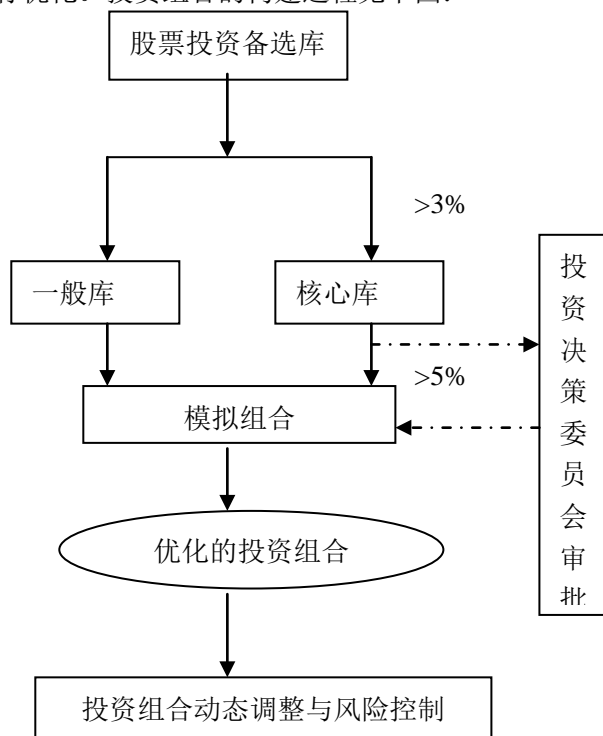 股票投资备选库
>3%
一般库
核心库
>5%
模拟组合
优化的投资组合
投资组合动态调整与风险控制
投
资
决
策
委
员
会
审
批